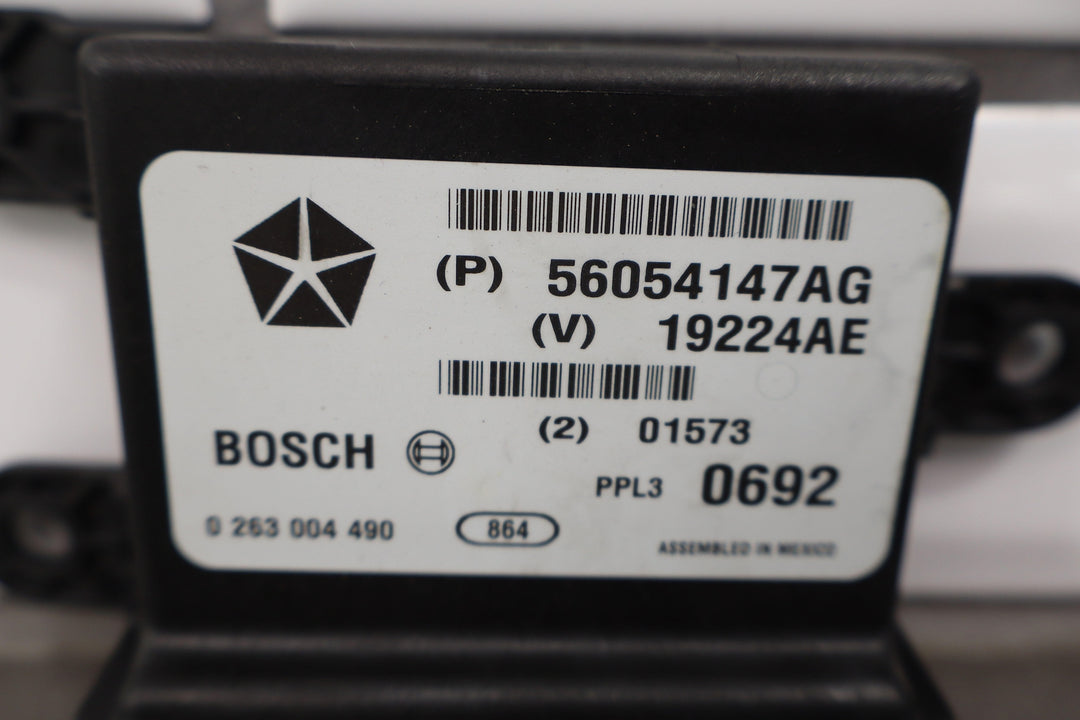 (P) 56054147AG
(V) 19224AE
(2) 01573
BOSCH
PPL3 0692
0 263 004 490
864
ASSEMBLED IN MEXICO